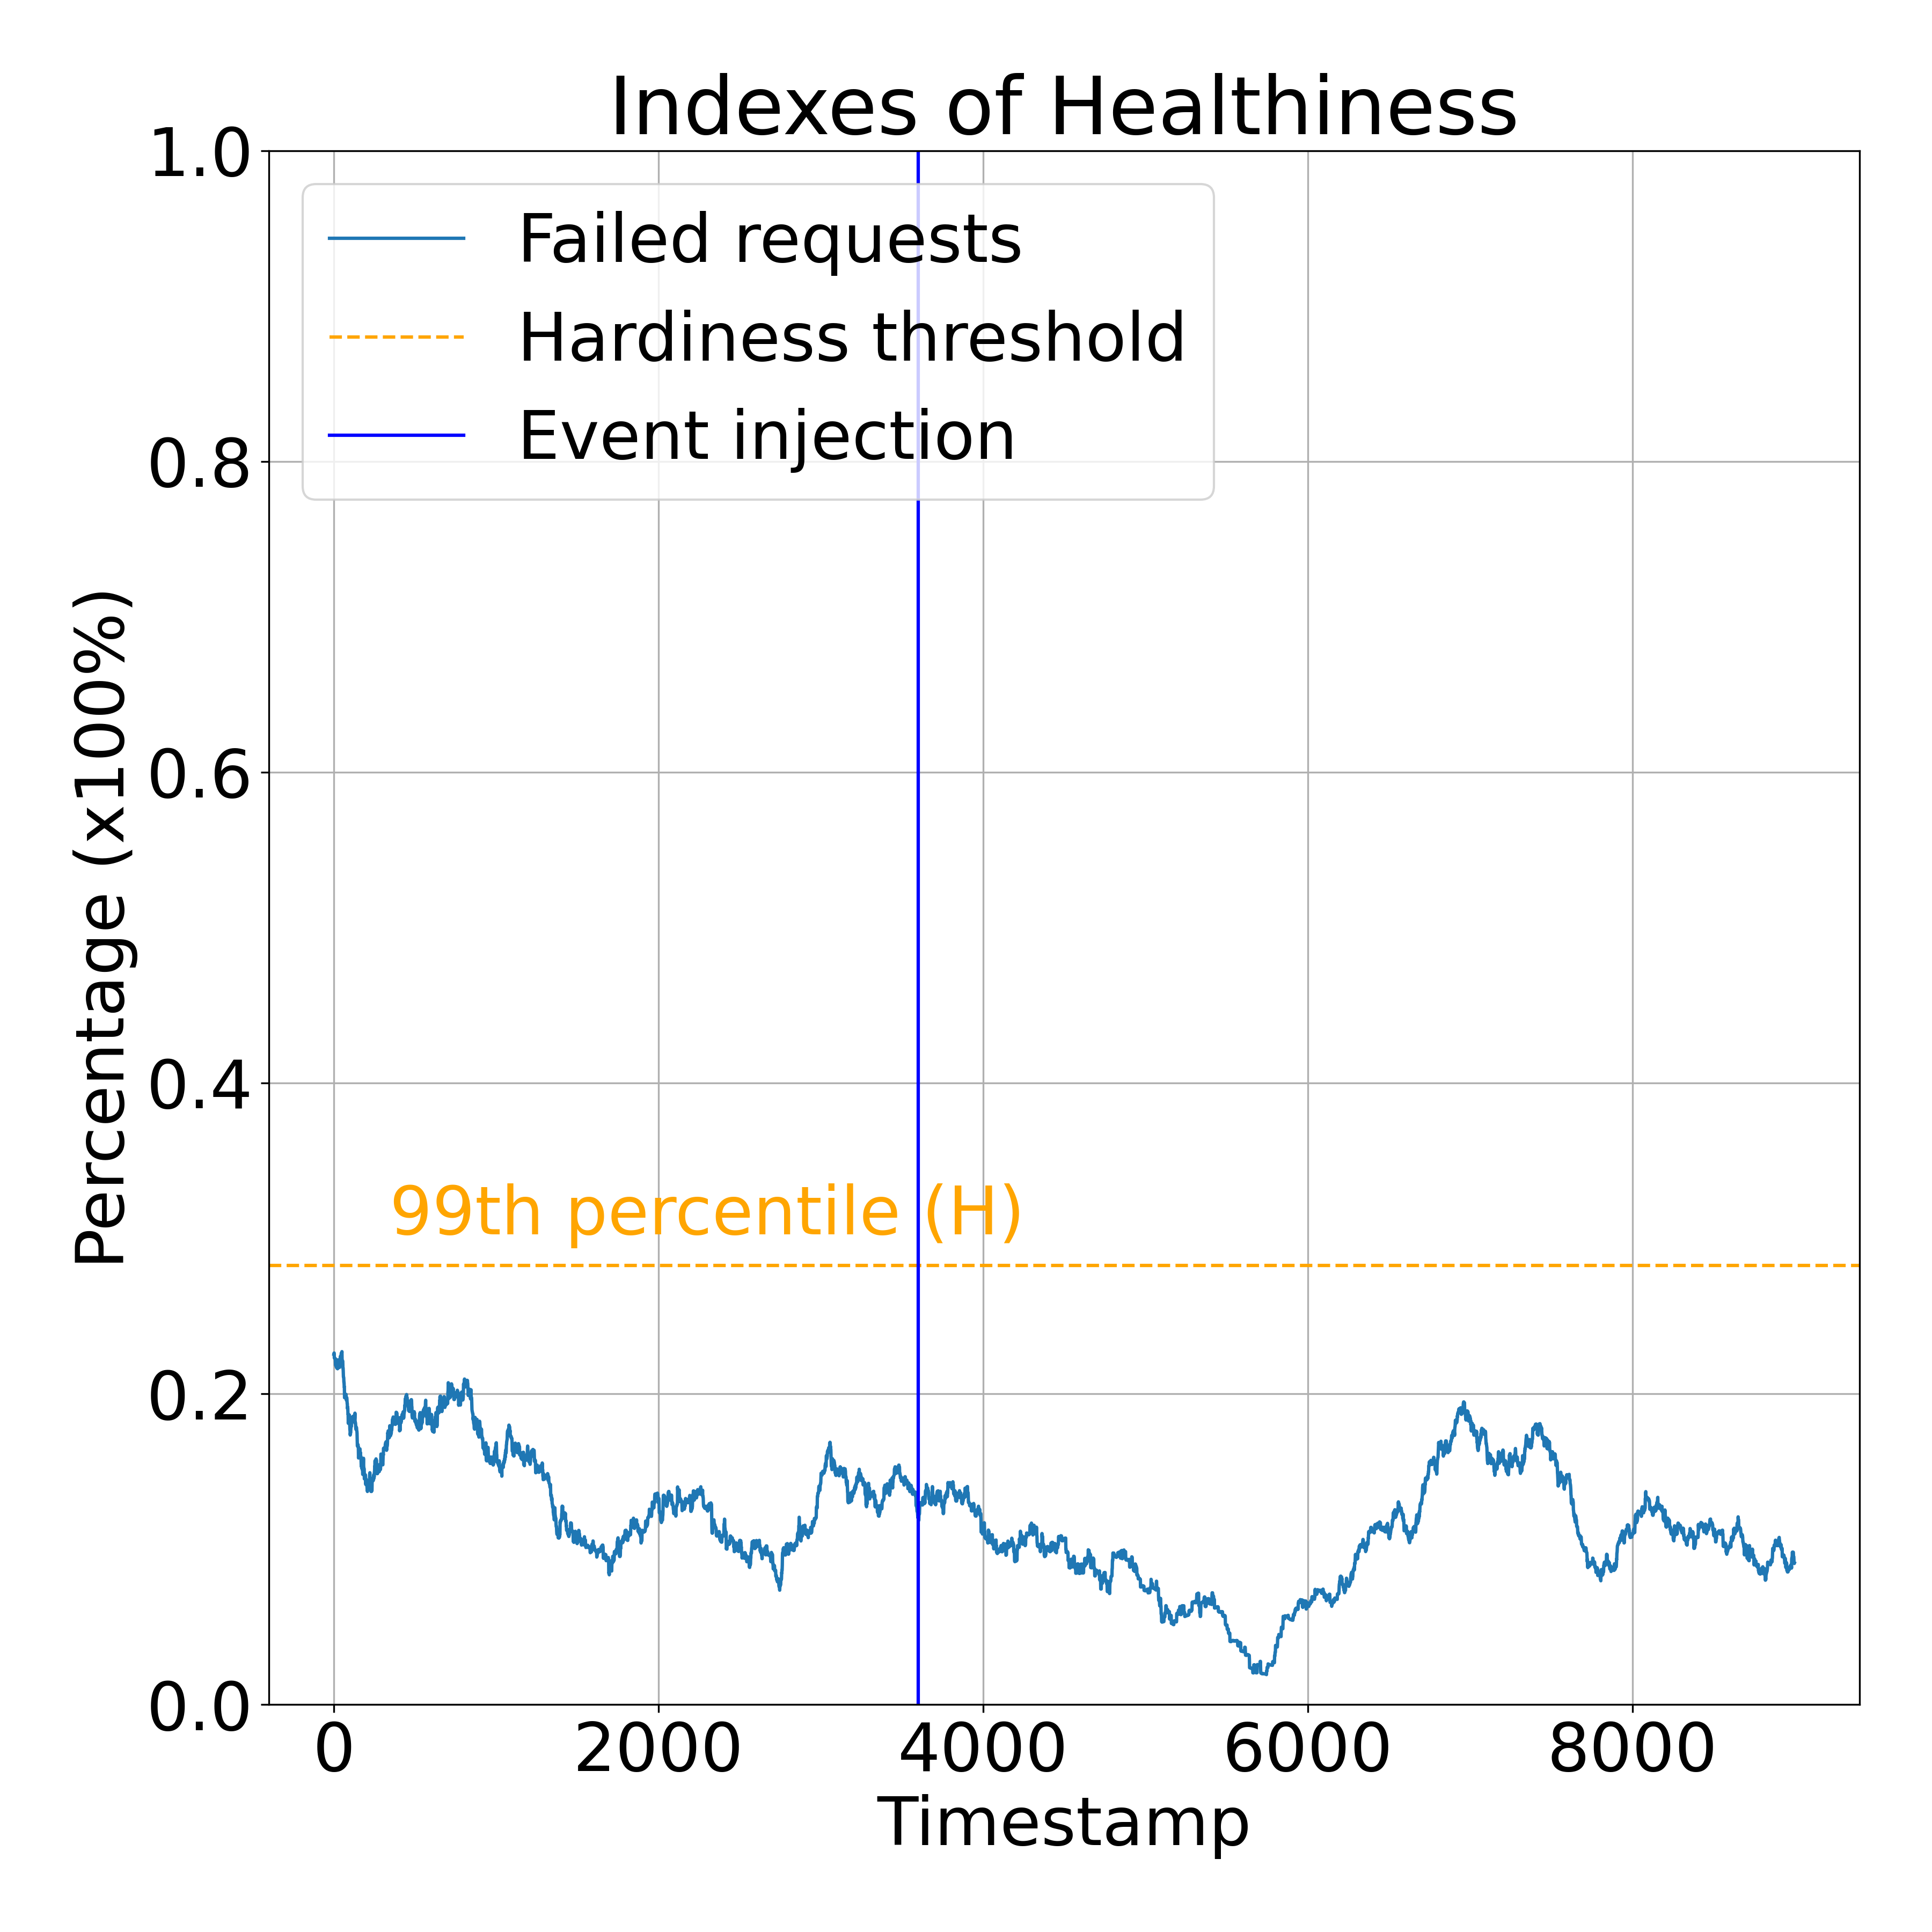 Indexes of Healthiness
1.0
0.8
0.6
0.4
0.2
0.0
Percentage (x100%)
Failed requests
Hardiness threshold
Event injection
99th percentile (H)
0 2000 4000 6000 8000
Timestamp